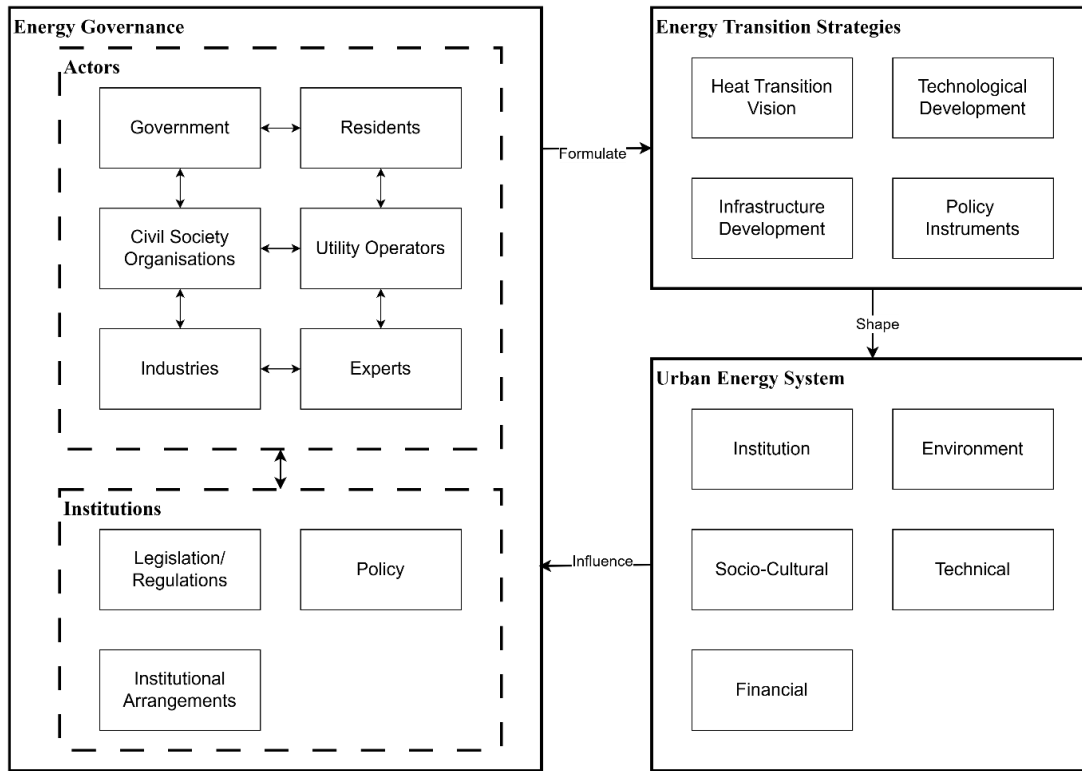 Energy Governance
Actors
Government
Residents
Civil Society
Organisations
Utility Operators
Industries
Experts
Institutions
Legislation/
Regulations
Policy
Institutional
Arrangements
Formulate
Energy Transition Strategies
Heat Transition
Vision
Technological
Development
Infrastructure
Development
Policy
Instruments
Shape
Urban Energy System
Institution
Environment
Socio-Cultural
Technical
Financial
Influence